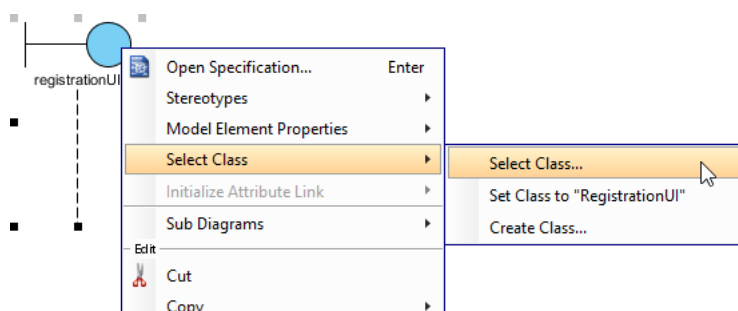 registrationUI
Open Specification... Enter
Stereotypes
Model Element Properties
Select Class
Initialize Attribute Link
Sub Diagrams
Edit
Cut
Copy
Select Class...
Set Class to "RegistrationUI"
Create Class...